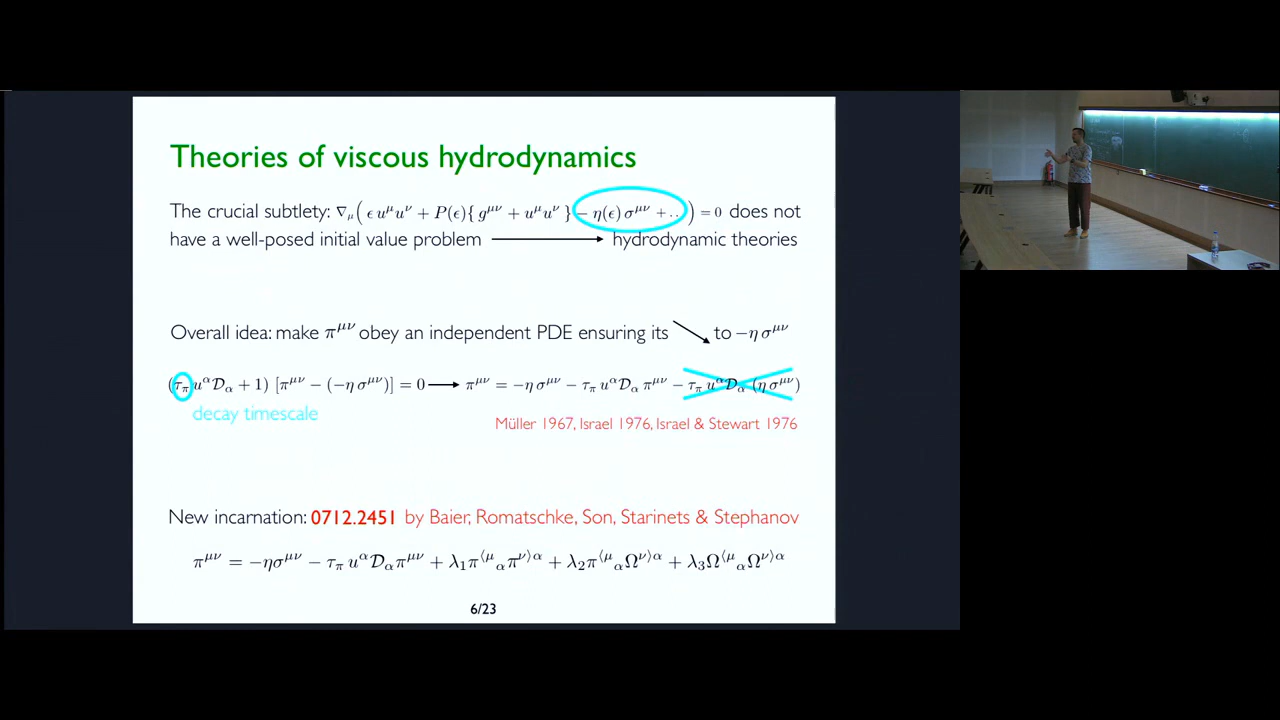 Theories of viscous hydrodynamics
The crucial subtlety: ∇_μ ( ϵ u^μ u^ν + P(ϵ){ g^{μν} + u^μ u^ν } − η(ϵ) σ^{μν} + .. ) = 0 does not
have a well-posed initial value problem ⟶ hydrodynamic theories
Overall idea: make π^{μν} obey an independent PDE ensuring its ↘ to −η σ^{μν}
(τ_π u^α 𝒟_α + 1) [π^{μν} − (−η σ^{μν})] = 0 ⟶ π^{μν} = −η σ^{μν} − τ_π u^α 𝒟_α π^{μν} − τ_π u^α 𝒟_α (η σ^{μν})
decay timescale
Müller 1967, Israel 1976, Israel & Stewart 1976
New incarnation: 0712.2451 by Baier, Romatschke, Son, Starinets & Stephanov
π^{μν} = −ησ^{μν} − τ_π u^α 𝒟_α π^{μν} + λ_1 π^{⟨μ}_α π^{ν⟩α} + λ_2 π^{⟨μ}_α Ω^{ν⟩α} + λ_3 Ω^{⟨μ}_α Ω^{ν⟩α}
6/23